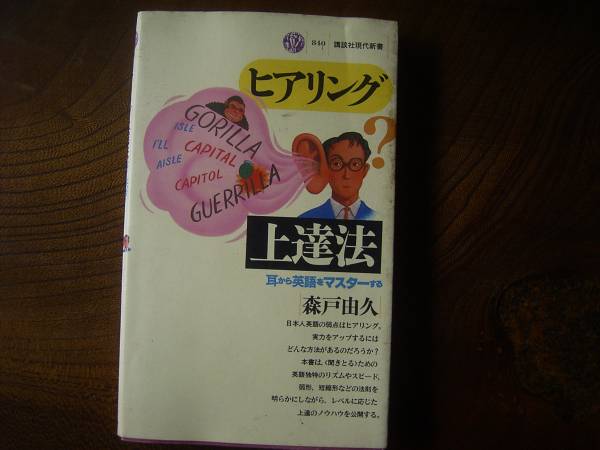 840 講談社現代新書
ヒアリング
?
GORILLA
ISLE
I'LL
CAPITAL
AISLE
CAPITOL
GUERRILLA
上達法
耳から英語をマスターする
森戸由久
日本人英語の弱点はヒアリング。
実力をアップするには
どんな方法があるのだろうか?
本書は、〈聞きとる〉ための
英語独特のリズムやスピード、
弱形、短縮形などの法則を
明らかにしながら、レベルに応じた
上達のノウハウを公開する。